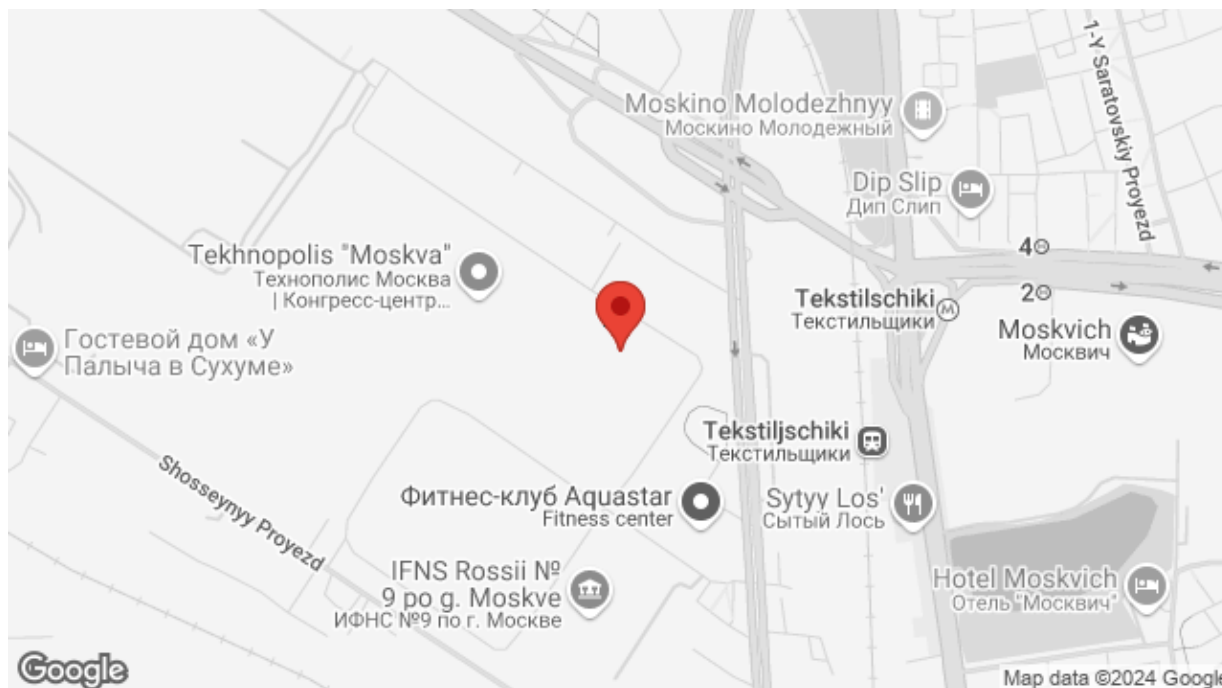 1-Y Saratovskiy Proyezd
Moskino Molodezhnyy
Москино Молодежный
Dip Slip
Дип Слип
Tekhnopolis "Moskva"
Технополис Москва
| Конгресс-центр...
4
2
Tekstilschiki
Текстильщики
Moskvich
Москвич
Гостевой дом «У
Палыча в Сухуме»
Tekstiljschiki
Текстильщики
Shosseynyy Proyezd
Фитнес-клуб Aquastar
Fitness center
Sytyy Los'
Сытый Лось
IFNS Rossii №
9 po g. Moskve
ИФНС №9 по г. Москве
Hotel Moskvich
Отель "Москвич"
Google
Map data ©2024 Google